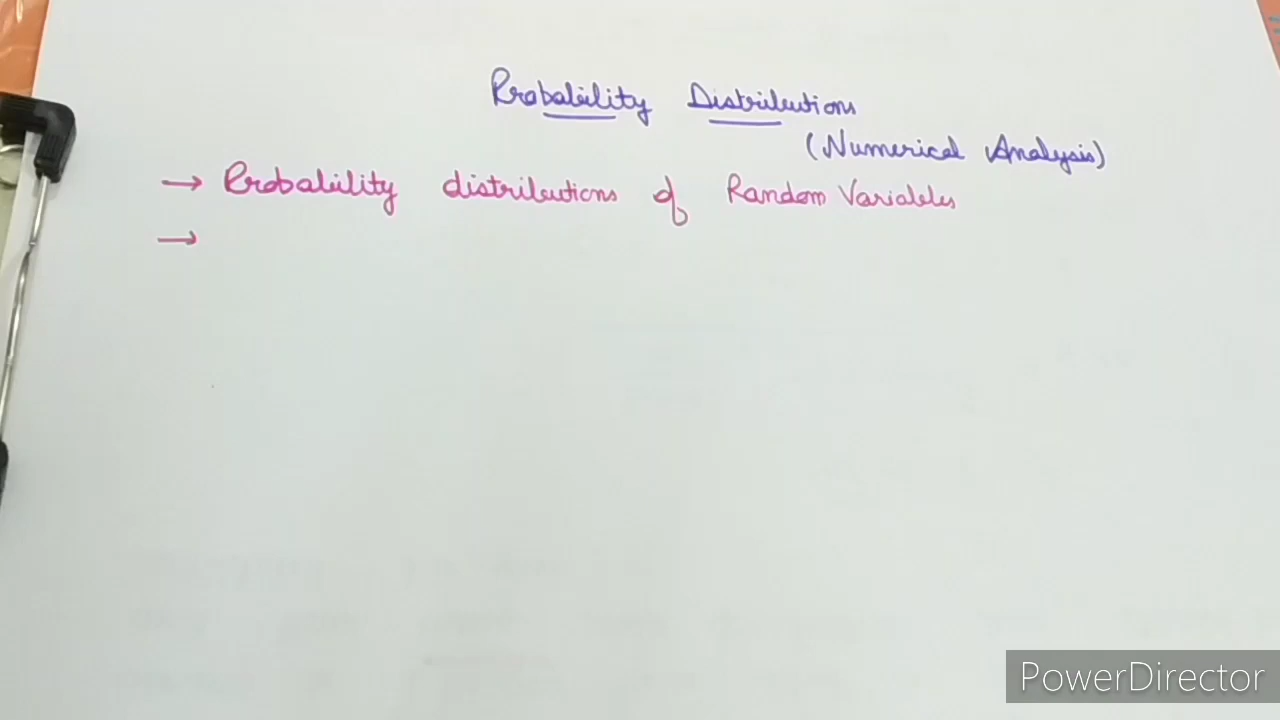 Probability Distributions
(Numerical Analysis)
→ Probability distributions of Random Variables
→
PowerDirector